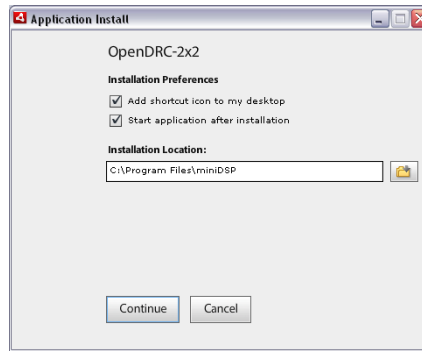 Application Install
OpenDRC-2x2
Installation Preferences
Add shortcut icon to my desktop
Start application after installation
Installation Location:
C:\Program Files\miniDSP
Continue Cancel